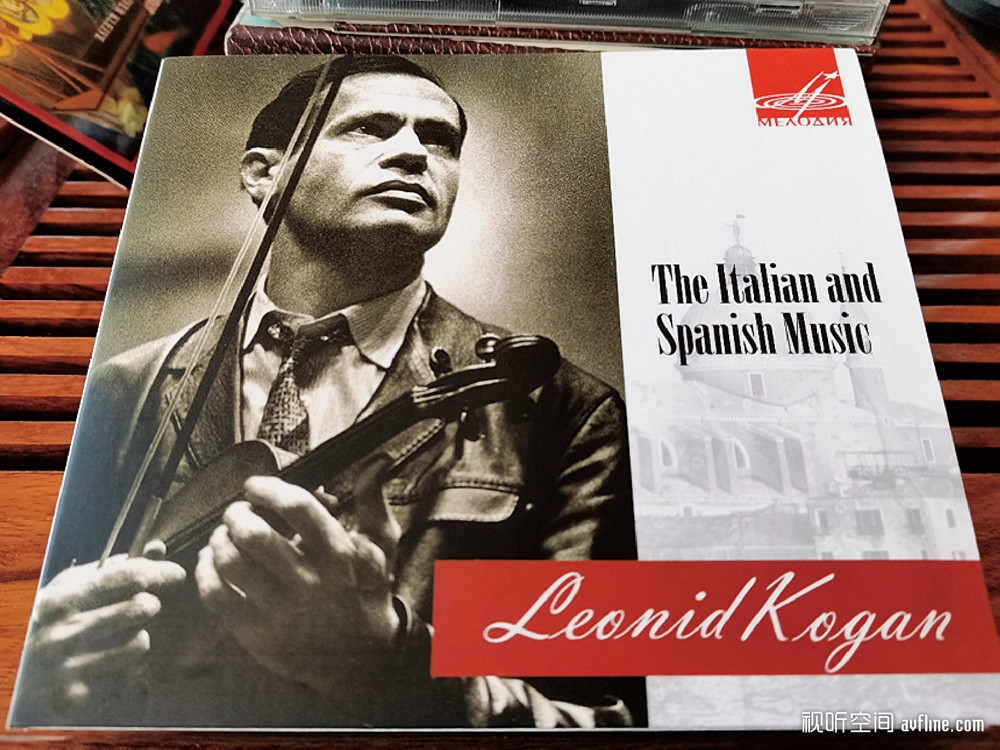 МЕЛОДИЯ
The Italian and
Spanish Music
Leonid Kogan
视听空间 avfline.com